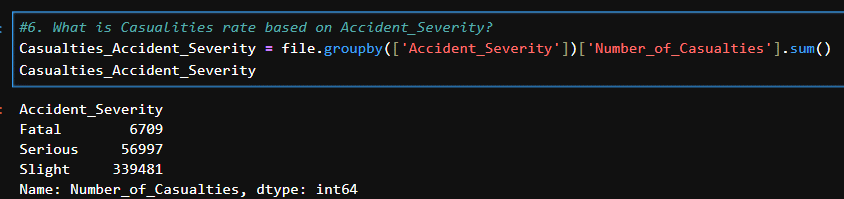 #6. What is Casualities rate based on Accident_Severity?
Casualties_Accident_Severity = file.groupby(['Accident_Severity'])['Number_of_Casualties'].sum()
Casualties_Accident_Severity
Accident_Severity
Fatal 6709
Serious 56997
Slight 339481
Name: Number_of_Casualties, dtype: int64